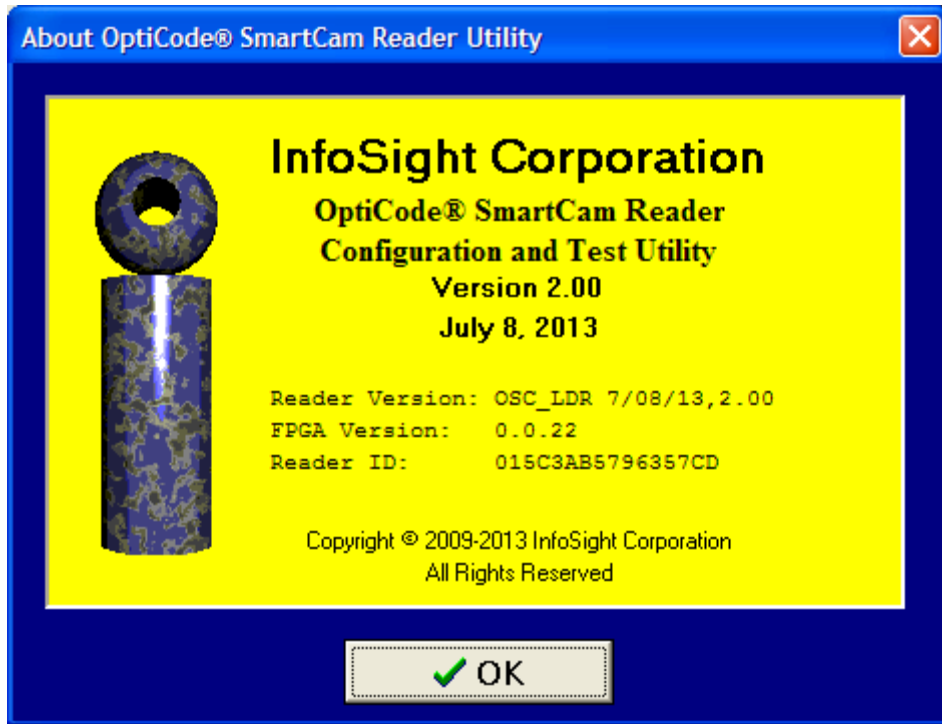 About OptiCode® SmartCam Reader Utility
InfoSight Corporation
OptiCode® SmartCam Reader
Configuration and Test Utility
Version 2.00
July 8, 2013
Reader Version: OSC_LDR 7/08/13,2.00
FPGA Version: 0.0.22
Reader ID: 015C3AB5796357CD
Copyright © 2009-2013 InfoSight Corporation
All Rights Reserved
OK